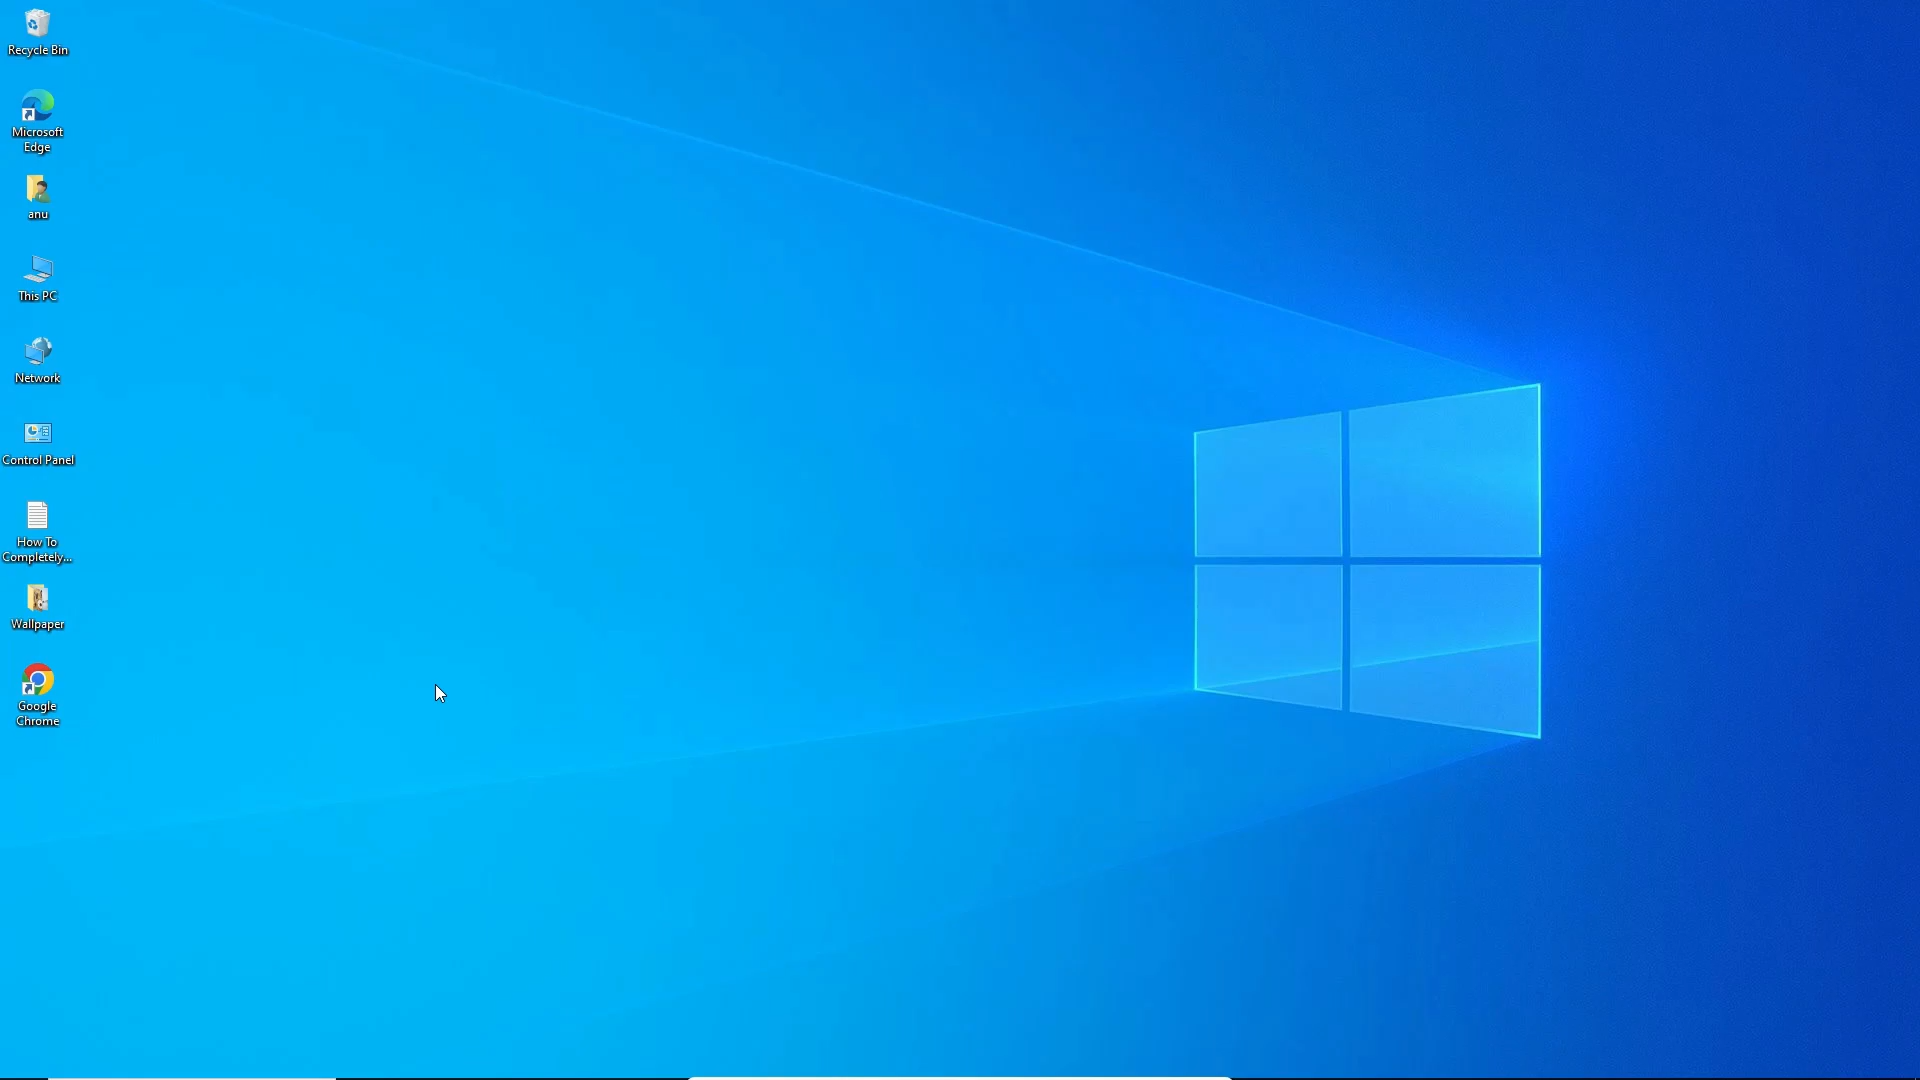 Recycle Bin
Microsoft
Edge
anu
This PC
Network
Control Panel
How To
Completely...
Wallpaper
Google
Chrome